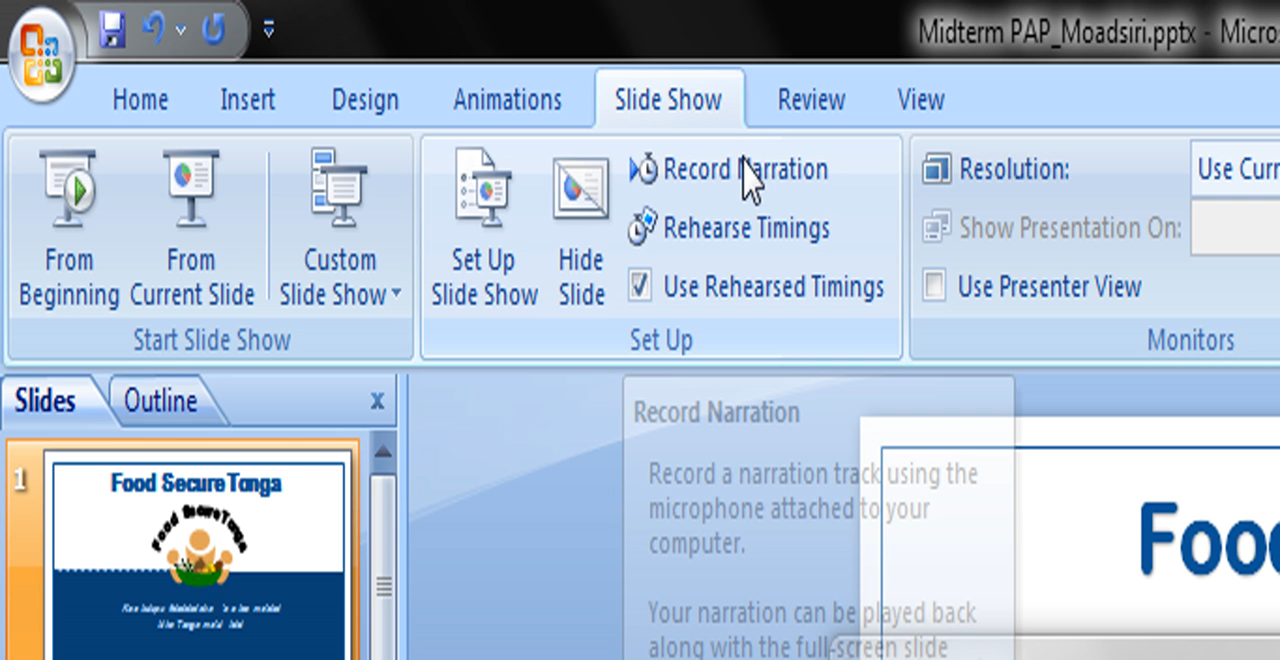 Midterm PAP_Moadsiri.pptx - Micros
Home Insert Design Animations Slide Show Review View
From Beginning
From Current Slide
Custom Slide Show
Start Slide Show
Set Up Slide Show
Hide Slide
Record Narration
Rehearse Timings
Use Rehearsed Timings
Set Up
Resolution: Use Curr
Show Presentation On:
Use Presenter View
Monitors
Slides Outline x
1
Food Secure Tonga
Food Secure Tonga
Record Narration
Record a narration track using the
microphone attached to your
computer.
Your narration can be played back
along with the full-screen slide
Food